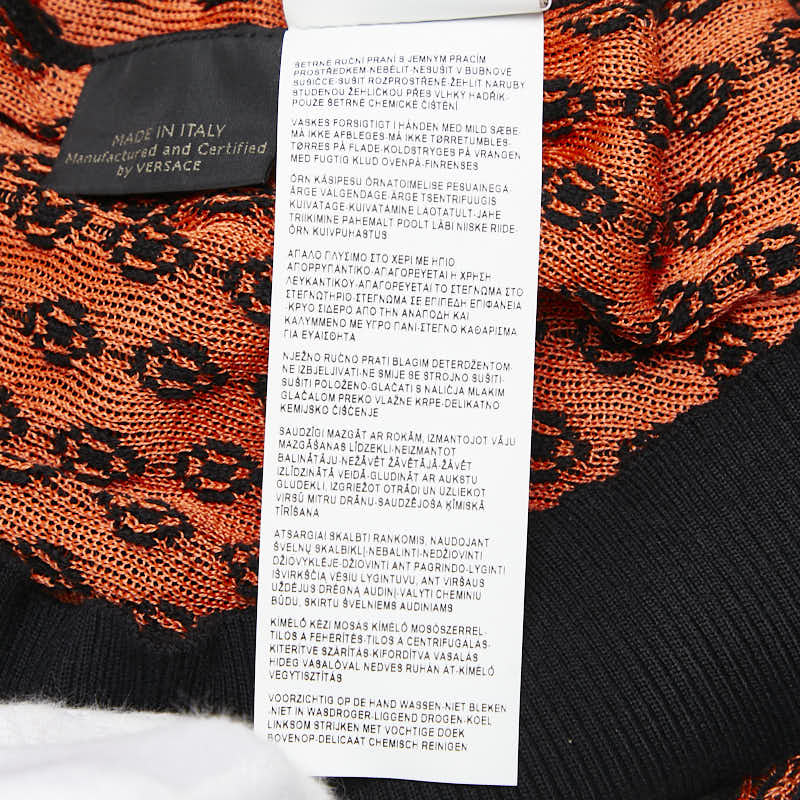 MADE IN ITALY
Manufactured and Certified
by VERSACE
ŠETRNÉ RUČNÍ PRANÍ S JEMNÝM PRACÍM
PROSTŘEDKEM-NEBĚLIT-NESUŠIT V BUBNOVÉ
SUŠIČCE-SUŠIT ROZPROSTŘENÉ-ŽEHLIT NARUBY
STUDENOU ŽEHLIČKOU PŘES VLHKÝ HADŘÍK-
POUZE ŠETRNÉ CHEMICKÉ ČIŠTĚNÍ
VASKES FORSIGTIGT I HÅNDEN MED MILD SÆBE-
MÅ IKKE AFBLEGES-MÅ IKKE TØRRETUMBLES-
TØRRES PÅ FLADE-KOLDSTRYGES PÅ VRANGEN
MED FUGTIG KLUD OVENPÅ-FINRENSES
ÕRN KÄSIPESU ÕRNATOIMELISE PESUAINEGA
ÄRGE VALGENDAGE-ÄRGE TSENTRIFUUGIS
KUIVATAGE-KUIVATAMINE LAOTATULT-JAHE
TRIIKIMINE PAHEMALT POOLT LÄBI NIISKE RIIDE-
ÕRN KUIVPUHASTUS
ΑΠΑΛΟ ΠΛΥΣΙΜΟ ΣΤΟ ΧΕΡΙ ΜΕ ΗΠΙΟ
ΑΠΟΡΡΥΠΑΝΤΙΚΟ-ΑΠΑΓΟΡΕΥΕΤΑΙ Η ΧΡΗΣΗ
ΛΕΥΚΑΝΤΙΚΟΥ-ΑΠΑΓΟΡΕΥΕΤΑΙ ΤΟ ΣΤΕΓΝΩΜΑ ΣΤΟ
ΣΤΕΓΝΩΤΗΡΙΟ-ΣΤΕΓΝΩΜΑ ΣΕ ΕΠΙΠΕΔΗ ΕΠΙΦΑΝΕΙΑ
-ΚΡΥΟ ΣΙΔΕΡΟ ΑΠΟ ΤΗΝ ΑΝΑΠΟΔΗ ΚΑΙ
ΚΑΛΥΜΜΕΝΟ ΜΕ ΥΓΡΟ ΠΑΝΙ-ΣΤΕΓΝΟ ΚΑΘΑΡΙΣΜΑ
ΓΙΑ ΕΥΑΙΣΘΗΤΑ
NJEŽNO RUČNO PRATI BLAGIM DETERDŽENTOM-
NE IZBJELJIVATI-NE SMIJE SE STROJNO SUŠITI-
SUŠITI POLOŽENO-GLAČATI S NALIČJA MLAKIM
GLAČALOM PREKO VLAŽNE KRPE-DELIKATNO
KEMIJSKO ČIŠĆENJE
SAUDZĪGI MAZGĀT AR ROKĀM, IZMANTOJOT VĀJU
MAZGĀŠANAS LĪDZEKLI-NEIZMANTOT
BALINĀTĀJU-NEŽĀVĒT ŽĀVĒTĀJĀ-ŽĀVĒT
IZLĪDZINĀTĀ VEIDĀ-GLUDINĀT AR AUKSTU
GLUDEKLI, IZGRIEŽOT OTRĀDI UN UZLIEKOT
VIRSŪ MITRU DRĀNU-SAUDZĒJOŠA ĶĪMISKĀ
TĪRĪŠANA
ATSARGIAI SKALBTI RANKOMIS, NAUDOJANT
ŠVELNŲ SKALBIKLĮ-NEBALINTI-NEDŽIOVINTI
DŽIOVYKLĖJE-DŽIOVINTI ANT PAGRINDO-LYGINTI
IŠVIRKŠČIĄ VĖSIU LYGINTUVU, ANT VIRŠAUS
UŽDĖJUS DRĖGNĄ AUDINĮ-VALYTI CHEMINIU
BŪDU, SKIRTU ŠVELNIEMS AUDINIAMS
KÍMÉLŐ KÉZI MOSÁS KÍMÉLŐ MOSÓSZERREL-
TILOS A FEHÉRÍTÉS-TILOS A CENTRIFUGÁLÁS-
KITERÍTVE SZÁRÍTÁS-KIFORDÍTVA VASALÁS
HIDEG VASALÓVAL NEDVES RUHÁN ÁT-KÍMÉLŐ
VEGYTISZTÍTÁS
VOORZICHTIG OP DE HAND WASSEN-NIET BLEKEN
-NIET IN WASDROGER-LIGGEND DROGEN-KOEL
LINKSOM STRIJKEN MET VOCHTIGE DOEK
BOVENOP-DELICAAT CHEMISCH REINIGEN